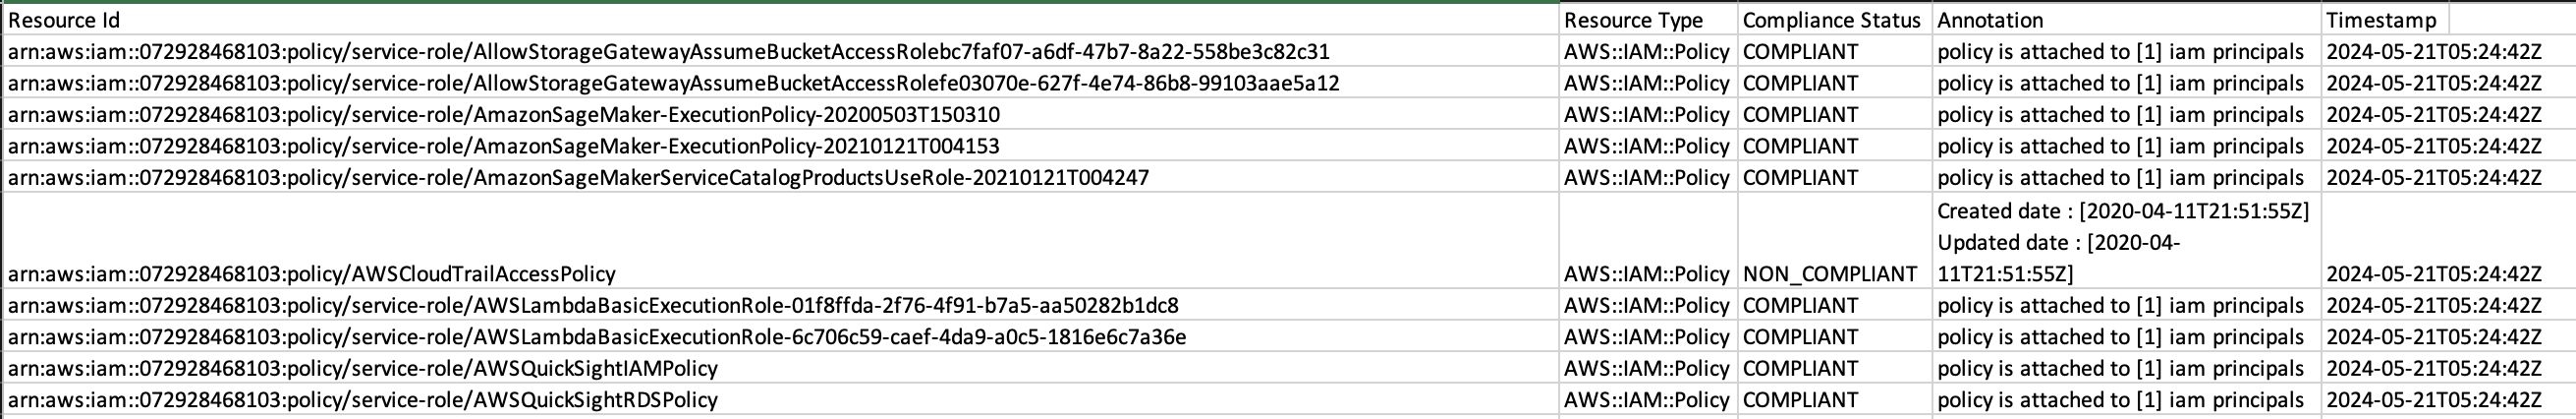 Resource Id Resource Type Compliance Status Annotation Timestamp
arn:aws:iam::072928468103:policy/service-role/AllowStorageGatewayAssumeBucketAccessRolebc7faf07-a6df-47b7-8a22-558be3c82c31 AWS::IAM::Policy COMPLIANT policy is attached to [1] iam principals 2024-05-21T05:24:42Z
arn:aws:iam::072928468103:policy/service-role/AllowStorageGatewayAssumeBucketAccessRolefe03070e-627f-4e74-86b8-99103aae5a12 AWS::IAM::Policy COMPLIANT policy is attached to [1] iam principals 2024-05-21T05:24:42Z
arn:aws:iam::072928468103:policy/service-role/AmazonSageMaker-ExecutionPolicy-20200503T150310 AWS::IAM::Policy COMPLIANT policy is attached to [1] iam principals 2024-05-21T05:24:42Z
arn:aws:iam::072928468103:policy/service-role/AmazonSageMaker-ExecutionPolicy-20210121T004153 AWS::IAM::Policy COMPLIANT policy is attached to [1] iam principals 2024-05-21T05:24:42Z
arn:aws:iam::072928468103:policy/service-role/AmazonSageMakerServiceCatalogProductsUseRole-20210121T004247 AWS::IAM::Policy COMPLIANT policy is attached to [1] iam principals 2024-05-21T05:24:42Z
Created date : [2020-04-11T21:51:55Z]
Updated date : [2020-04-
arn:aws:iam::072928468103:policy/AWSCloudTrailAccessPolicy AWS::IAM::Policy NON_COMPLIANT 11T21:51:55Z] 2024-05-21T05:24:42Z
arn:aws:iam::072928468103:policy/service-role/AWSLambdaBasicExecutionRole-01f8ffda-2f76-4f91-b7a5-aa50282b1dc8 AWS::IAM::Policy COMPLIANT policy is attached to [1] iam principals 2024-05-21T05:24:42Z
arn:aws:iam::072928468103:policy/service-role/AWSLambdaBasicExecutionRole-6c706c59-caef-4da9-a0c5-1816e6c7a36e AWS::IAM::Policy COMPLIANT policy is attached to [1] iam principals 2024-05-21T05:24:42Z
arn:aws:iam::072928468103:policy/service-role/AWSQuickSightIAMPolicy AWS::IAM::Policy COMPLIANT policy is attached to [1] iam principals 2024-05-21T05:24:42Z
arn:aws:iam::072928468103:policy/service-role/AWSQuickSightRDSPolicy AWS::IAM::Policy COMPLIANT policy is attached to [1] iam principals 2024-05-21T05:24:42Z